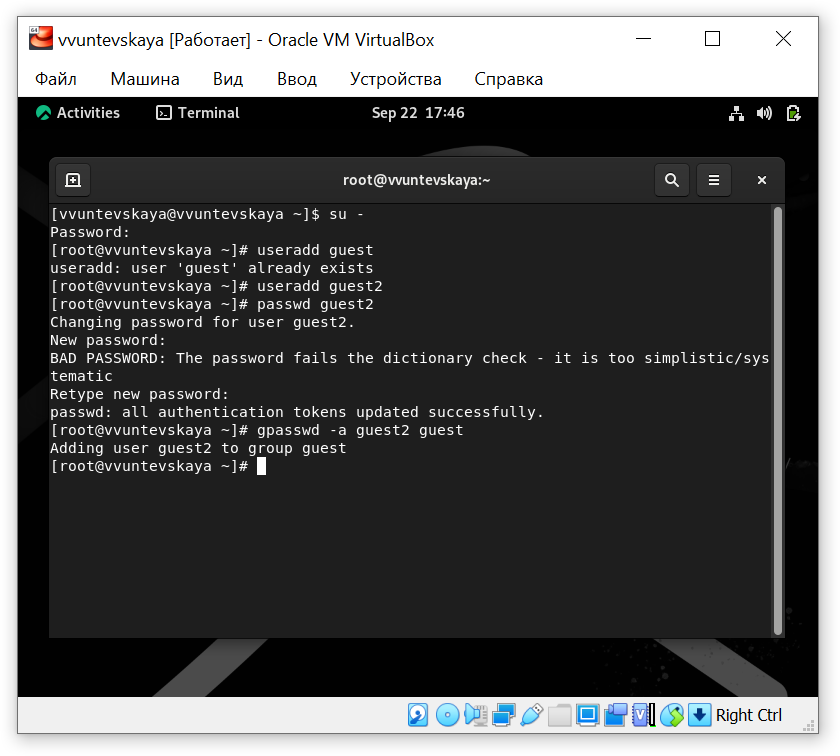 vvuntevskaya [Работает] - Oracle VM VirtualBox
Файл Машина Вид Ввод Устройства Справка
Activities Terminal Sep 22 17:46
root@vvuntevskaya:~
[vvuntevskaya@vvuntevskaya ~]$ su -
Password:
[root@vvuntevskaya ~]# useradd guest
useradd: user 'guest' already exists
[root@vvuntevskaya ~]# useradd guest2
[root@vvuntevskaya ~]# passwd guest2
Changing password for user guest2.
New password:
BAD PASSWORD: The password fails the dictionary check - it is too simplistic/sys
tematic
Retype new password:
passwd: all authentication tokens updated successfully.
[root@vvuntevskaya ~]# gpasswd -a guest2 guest
Adding user guest2 to group guest
[root@vvuntevskaya ~]#
Right Ctrl